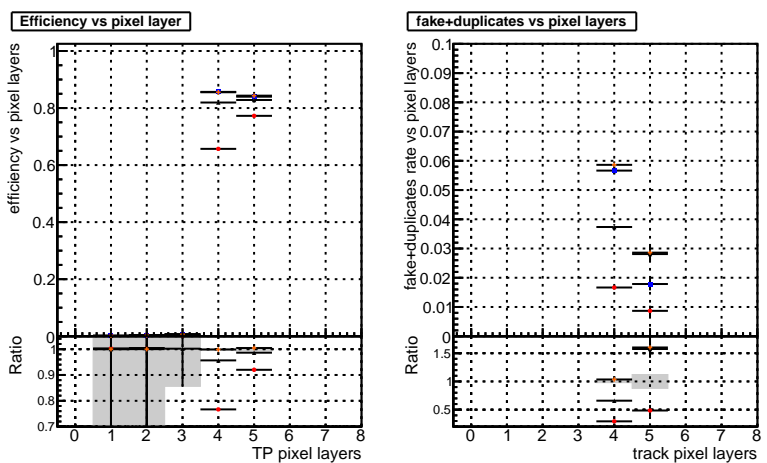 Efficiency vs pixel layer
efficiency vs pixel layers
1
0.8
0.6
0.4
0.2
0
Ratio
1
0.9
0.8
0.7
0 1 2 3 4 5 6 7 8
TP pixel layers
fake+duplicates vs pixel layers
fake+duplicates rate vs pixel layers
0.1
0.09
0.08
0.07
0.06
0.05
0.04
0.03
0.02
0.01
0
Ratio
1.5
1
0.5
0 1 2 3 4 5 6 7 8
track pixel layers